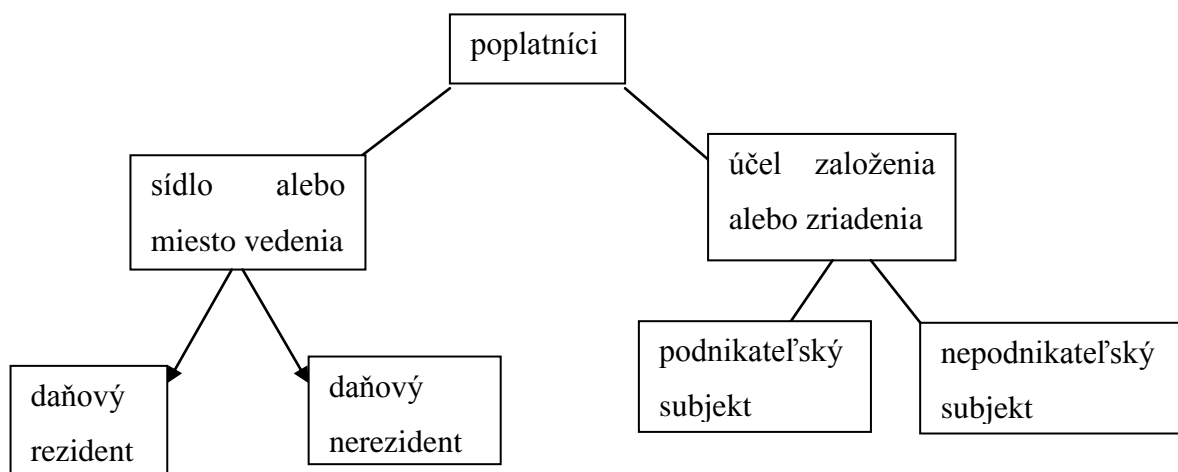 poplatníci
sídlo alebo
miesto vedenia
účel založenia
alebo zriadenia
daňový
rezident
daňový
nerezident
podnikateľský
subjekt
nepodnikateľský
subjekt